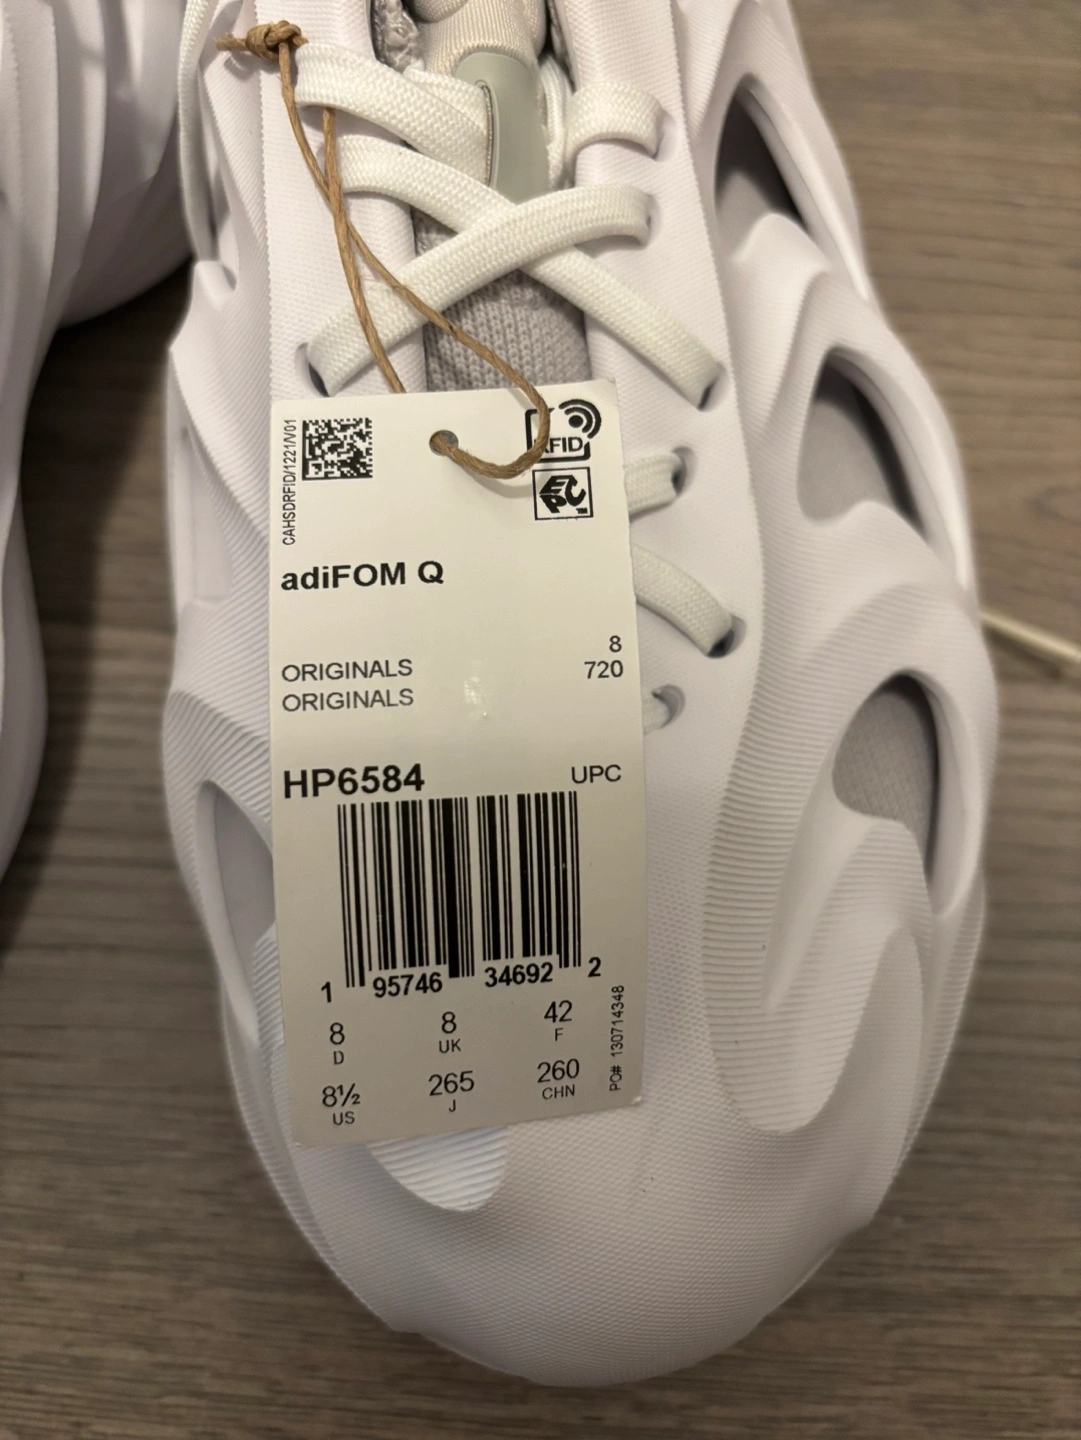 CAHSDRFID/1221/V01
RFID
EPC™
adiFOM Q
8
ORIGINALS 720
ORIGINALS
HP6584 UPC
1 95746 34692 2
8 8 42
D UK F
8½ 265 260
US J CHN
PO# 130714348